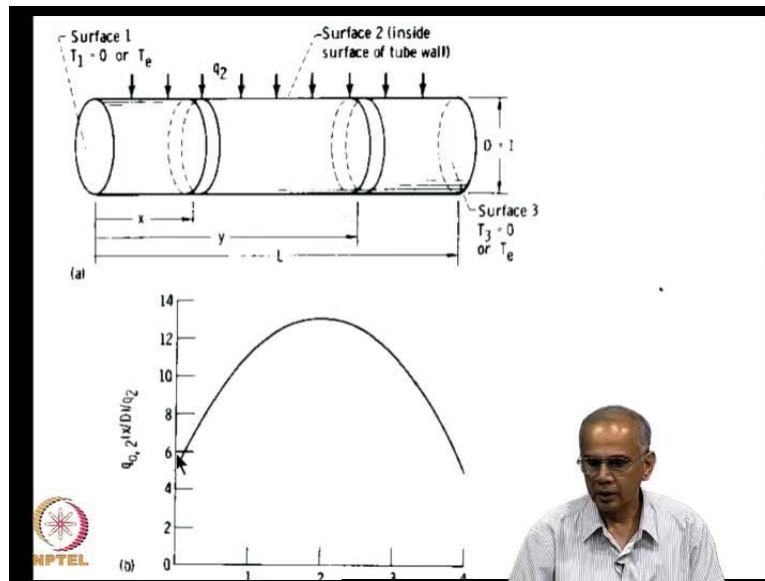 Surface 1
T1 = 0 or Te
q2
Surface 2 (inside
surface of tube wall)
D = 1
x
y
L
Surface 3
T3 = 0
or Te
(a)
14
12
10
8
6
4
2
0
qo, 2(x/D)/q2
(b)
1
2
3
4
NPTEL